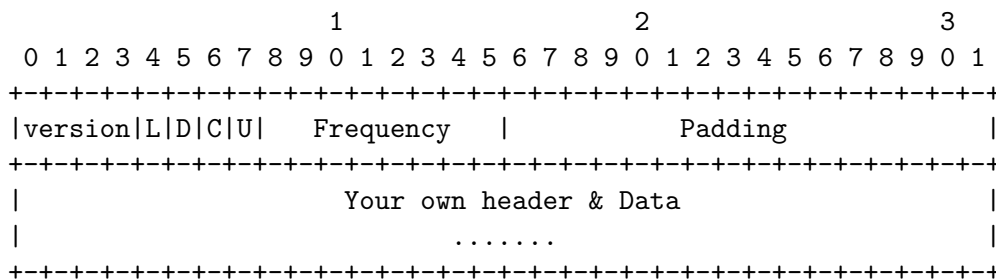 1                   2                   3
 0 1 2 3 4 5 6 7 8 9 0 1 2 3 4 5 6 7 8 9 0 1 2 3 4 5 6 7 8 9 0 1
+-+-+-+-+-+-+-+-+-+-+-+-+-+-+-+-+-+-+-+-+-+-+-+-+-+-+-+-+-+-+-+-+
|version|L|D|C|U|   Frequency   |           Padding             |
+-+-+-+-+-+-+-+-+-+-+-+-+-+-+-+-+-+-+-+-+-+-+-+-+-+-+-+-+-+-+-+-+
|                     Your own header & Data                    |
|                            .......                            |
+-+-+-+-+-+-+-+-+-+-+-+-+-+-+-+-+-+-+-+-+-+-+-+-+-+-+-+-+-+-+-+-+